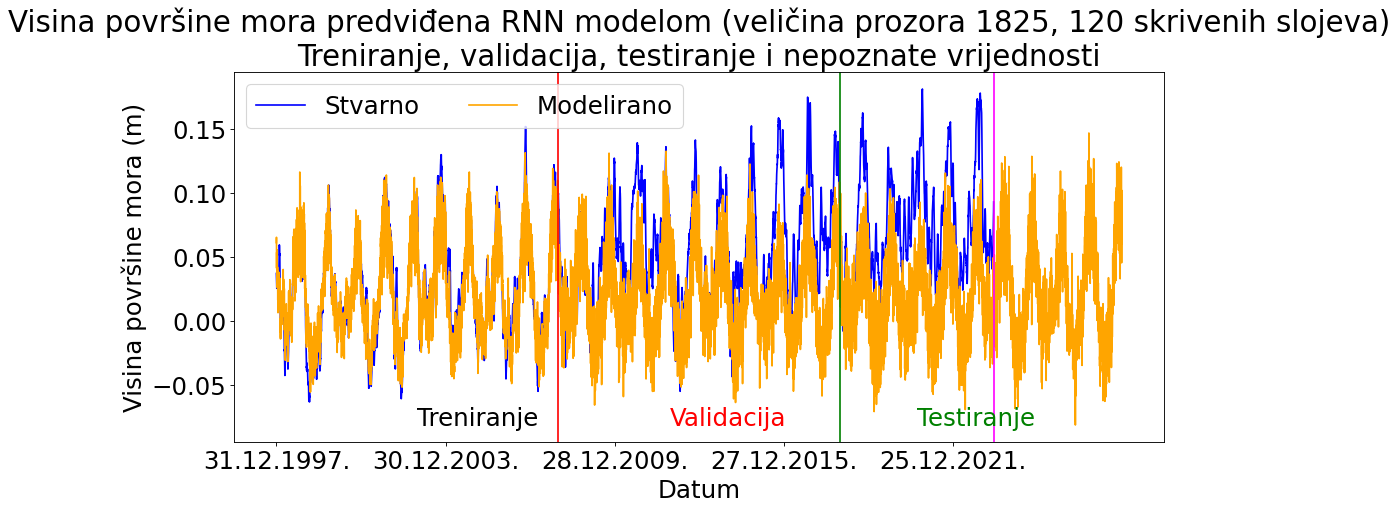 Visina površine mora predviđena RNN modelom (veličina prozora 1825, 120 skrivenih slojeva)
Treniranje, validacija, testiranje i nepoznate vrijednosti
Stvarno
Modelirano
Visina površine mora (m)
0.15
0.10
0.05
0.00
−0.05
Treniranje
Validacija
Testiranje
31.12.1997.
30.12.2003.
28.12.2009.
27.12.2015.
25.12.2021.
Datum